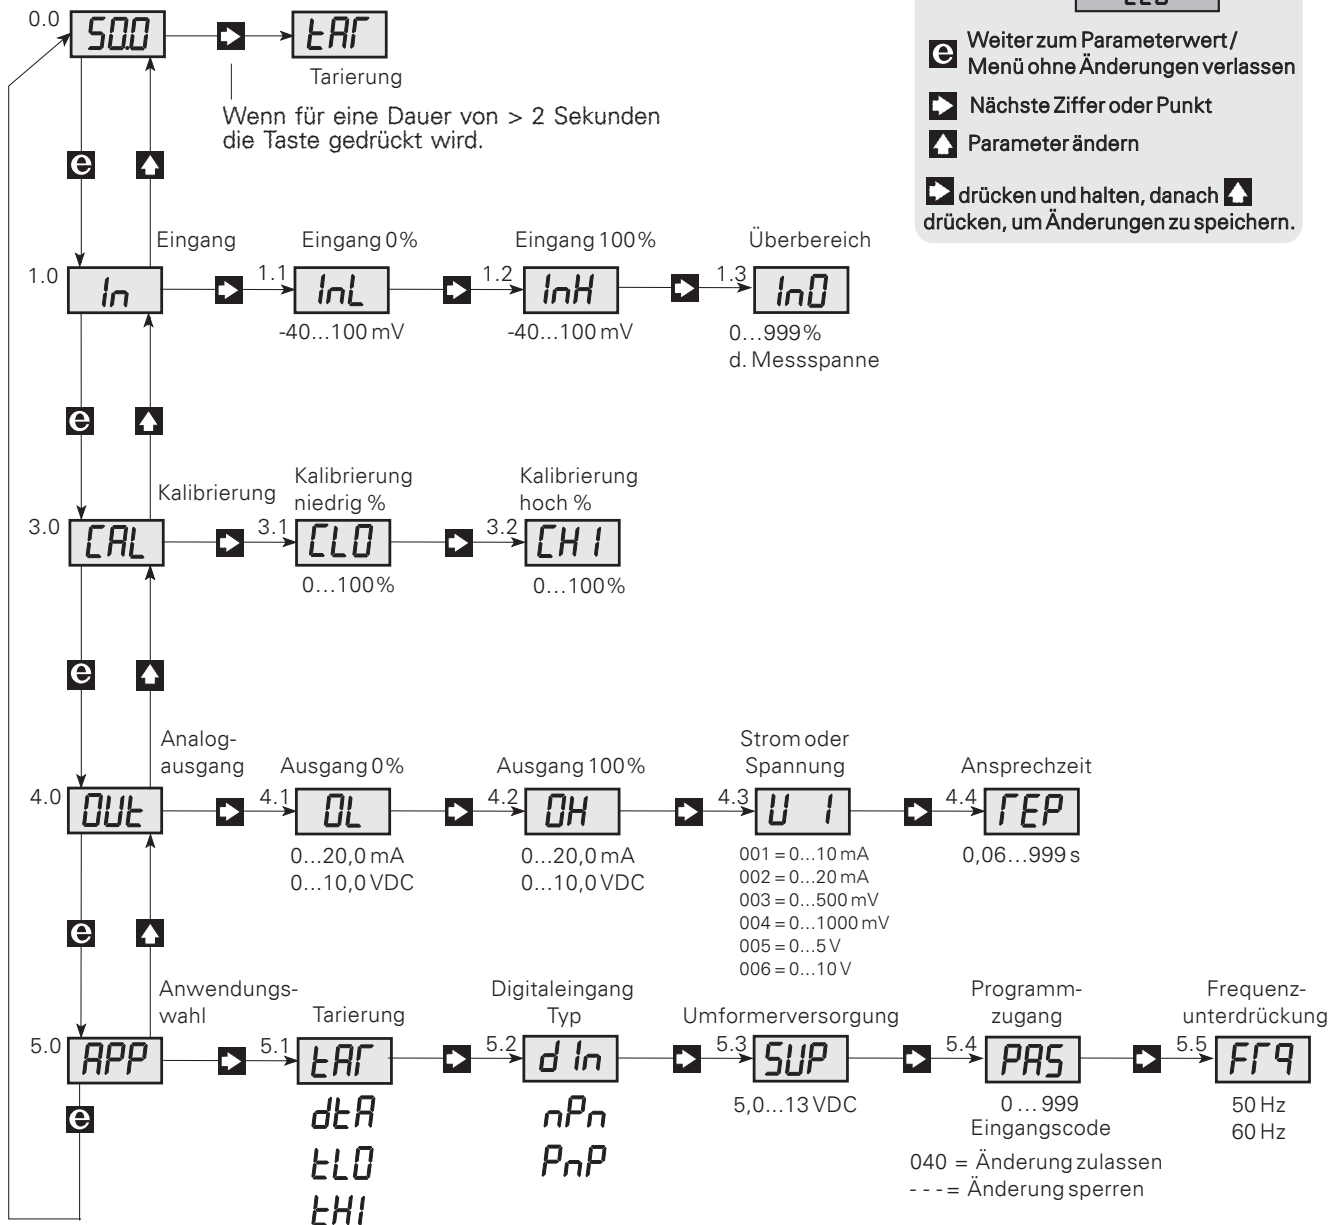 0.0
50.0
tAr
Tarierung
Wenn für eine Dauer von > 2 Sekunden
die Taste gedrückt wird.
e Weiter zum Parameterwert/
Menü ohne Änderungen verlassen
Nächste Ziffer oder Punkt
Parameter ändern
drücken und halten, danach
drücken, um Änderungen zu speichern.
e
Eingang
Eingang 0%
Eingang 100%
Überbereich
1.0
In
1.1
InL
1.2
InH
1.3
InO
-40...100 mV
-40...100 mV
0...999%
d. Messspanne
e
Kalibrierung
Kalibrierung
niedrig %
Kalibrierung
hoch %
3.0
CAL
3.1
CLO
3.2
CHI
0...100%
0...100%
e
Analog-
ausgang
Ausgang 0%
Ausgang 100%
Strom oder
Spannung
Ansprechzeit
4.0
OUt
4.1
OL
4.2
OH
4.3
U I
4.4
rEP
0...20,0 mA
0...10,0 VDC
0...20,0 mA
0...10,0 VDC
001 = 0...10 mA
002 = 0...20 mA
003 = 0...500 mV
004 = 0...1000 mV
005 = 0...5 V
006 = 0...10 V
0,06...999 s
e
Anwendungs-
wahl
Tarierung
Digitaleingang
Typ
Umformerversorgung
Programm-
zugang
Frequenz-
unterdrückung
5.0
APP
5.1
tAr
5.2
dIn
5.3
SUP
5.4
PAS
5.5
Frq
dtA
tLO
tHI
nPn
PnP
5,0...13 VDC
0 ... 999
Eingangscode
040 = Änderung zulassen
- - - = Änderung sperren
50 Hz
60 Hz
e